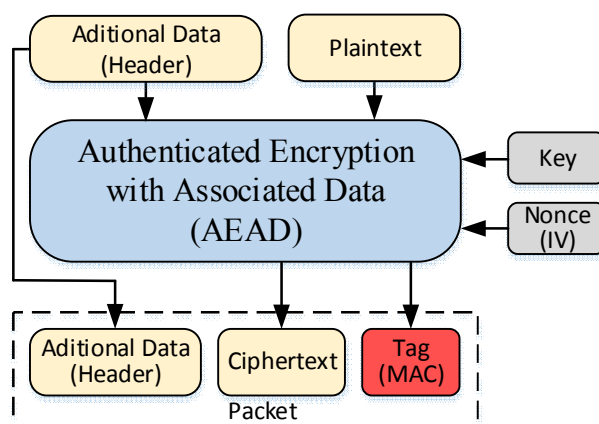 Aditional Data
(Header)
Plaintext
Authenticated Encryption
with Associated Data
(AEAD)
Key
Nonce
(IV)
Aditional Data
(Header)
Ciphertext
Tag
(MAC)
Packet